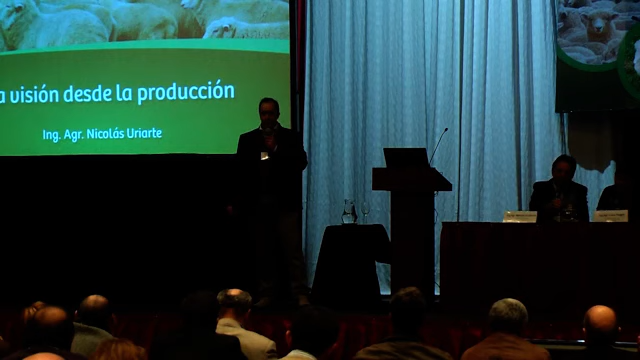 a visión desde la producción
Ing. Agr. Nicolás Uriarte